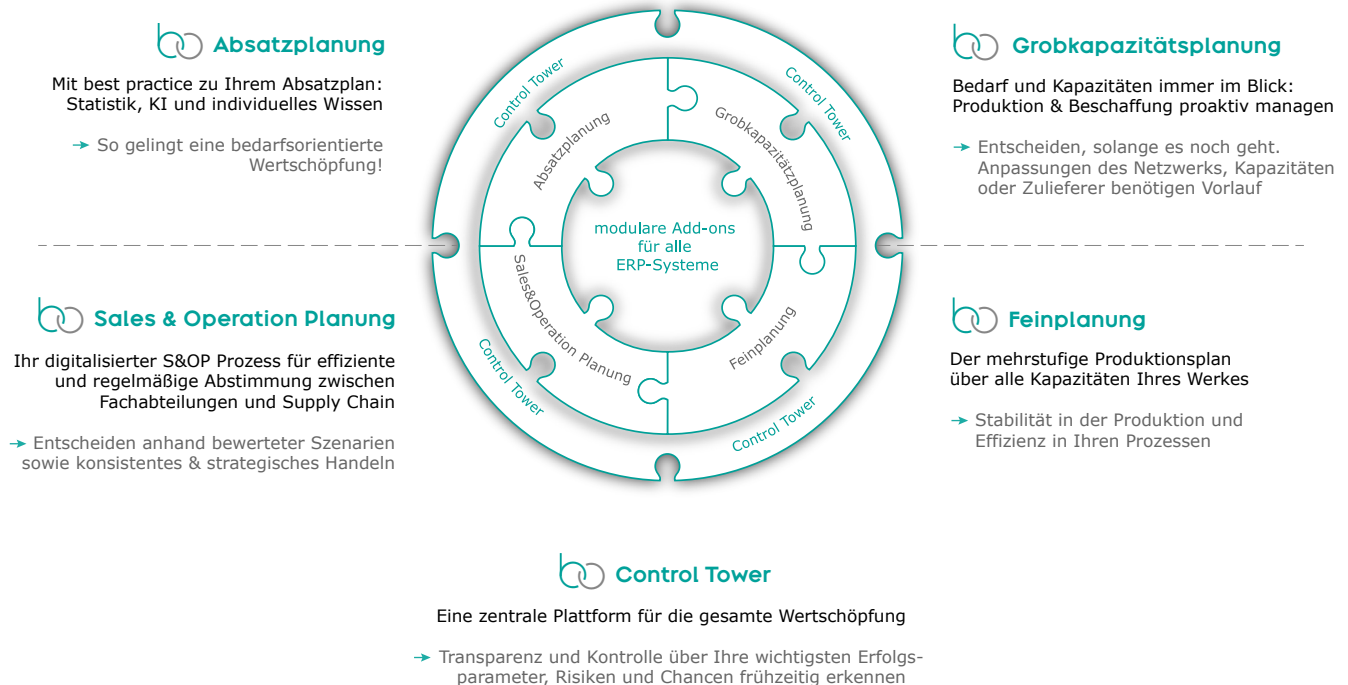 Absatzplanung
Mit best practice zu Ihrem Absatzplan:
Statistik, KI und individuelles Wissen
→ So gelingt eine bedarfsorientierte
Wertschöpfung!
Grobkapazitätsplanung
Bedarf und Kapazitäten immer im Blick:
Produktion & Beschaffung proaktiv managen
→ Entscheiden, solange es noch geht.
Anpassungen des Netzwerks, Kapazitäten
oder Zulieferer benötigen Vorlauf
Control Tower
Control Tower
Absatzplanung
Grobkapazitätzplanung
modulare Add-ons
für alle
ERP-Systeme
Sales&Operation Planung
Feinplanung
Control Tower
Control Tower
Sales & Operation Planung
Ihr digitalisierter S&OP Prozess für effiziente
und regelmäßige Abstimmung zwischen
Fachabteilungen und Supply Chain
→ Entscheiden anhand bewerteter Szenarien
sowie konsistentes & strategisches Handeln
Feinplanung
Der mehrstufige Produktionsplan
über alle Kapazitäten Ihres Werkes
→ Stabilität in der Produktion und
Effizienz in Ihren Prozessen
Control Tower
Eine zentrale Plattform für die gesamte Wertschöpfung
→ Transparenz und Kontrolle über Ihre wichtigsten Erfolgs-
parameter, Risiken und Chancen frühzeitig erkennen